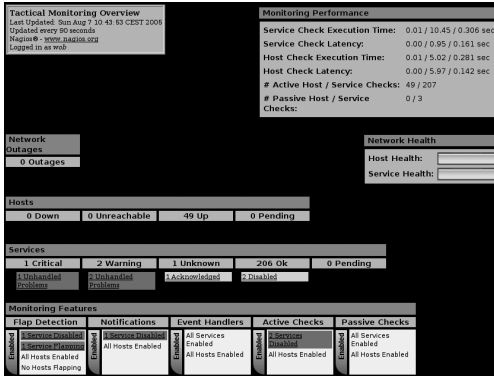 Tactical Monitoring Overview
Last Updated: Sun Aug 7 10:43:53 CEST 2005
Updated every 90 seconds
Nagios® - www.nagios.org
Logged in as wob
Monitoring Performance
Service Check Execution Time: 0.01 / 10.45 / 0.306 sec
Service Check Latency: 0.00 / 0.95 / 0.161 sec
Host Check Execution Time: 0.01 / 5.02 / 0.281 sec
Host Check Latency: 0.00 / 5.97 / 0.142 sec
# Active Host / Service Checks: 49 / 207
# Passive Host / Service Checks: 0 / 3
Network Outages
0 Outages
Network Health
Host Health:
Service Health:
Hosts
0 Down 0 Unreachable 49 Up 0 Pending
Services
1 Critical 2 Warning 1 Unknown 206 Ok 0 Pending
1 Unhandled Problems 2 Unhandled Problems 1 Acknowledged 2 Disabled
Monitoring Features
Flap Detection Notifications Event Handlers Active Checks Passive Checks
Enabled
1 Service Disabled
1 Service Flapping
All Hosts Enabled
No Hosts Flapping
Enabled
1 Service Disabled
All Hosts Enabled
Enabled
All Services Enabled
All Hosts Enabled
Enabled
2 Services Disabled
All Hosts Enabled
Enabled
All Services Enabled
All Hosts Enabled